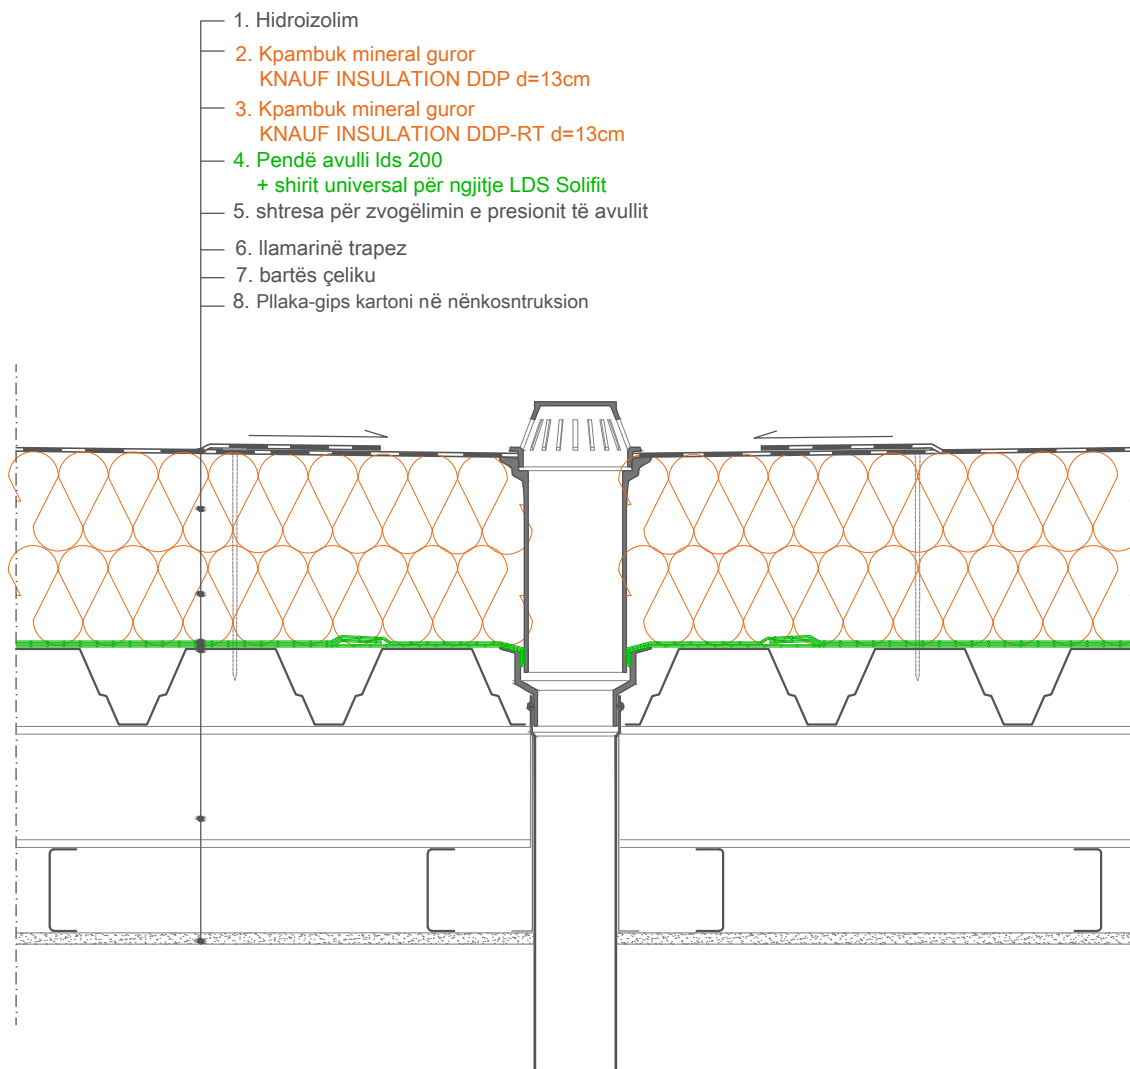 1. Hidroizolim
2. Kpambuk mineral guror
KNAUF INSULATION DDP d=13cm
3. Kpambuk mineral guror
KNAUF INSULATION DDP-RT d=13cm
4. Pendë avulli lds 200
+ shirit universal për ngjitje LDS Solifit
5. shtresa për zvogëlimin e presionit të avullit
6. llamarinë trapez
7. bartës çeliku
8. Pllaka-gips kartoni në nënkosntruksion